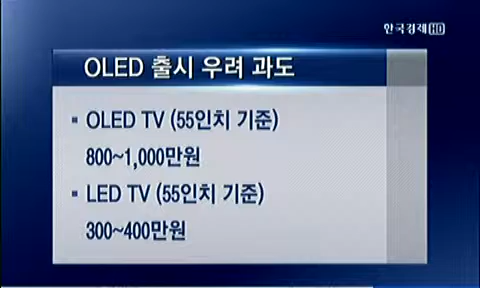 한국경제HD
OLED 출시 우려 과도
▪ OLED TV (55인치 기준)
800~1,000만원
▪ LED TV (55인치 기준)
300~400만원